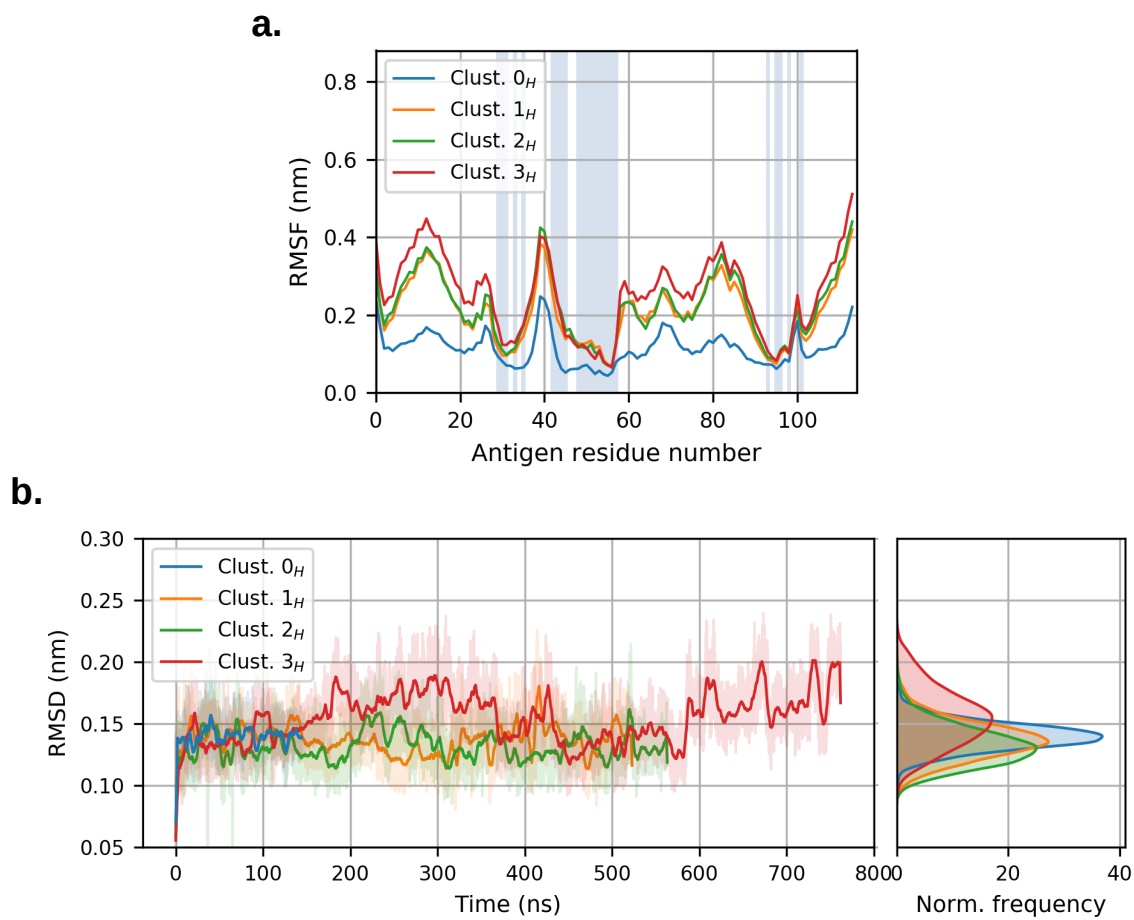 a.
0.8
0.6
0.4
0.2
0.0
RMSF (nm)
Clust. 0H
Clust. 1H
Clust. 2H
Clust. 3H
0 20 40 60 80 100
Antigen residue number
b.
0.30
0.25
0.20
0.15
0.10
0.05
RMSD (nm)
Clust. 0H
Clust. 1H
Clust. 2H
Clust. 3H
0 100 200 300 400 500 600 700 800
Time (ns)
0 20 40
Norm. frequency